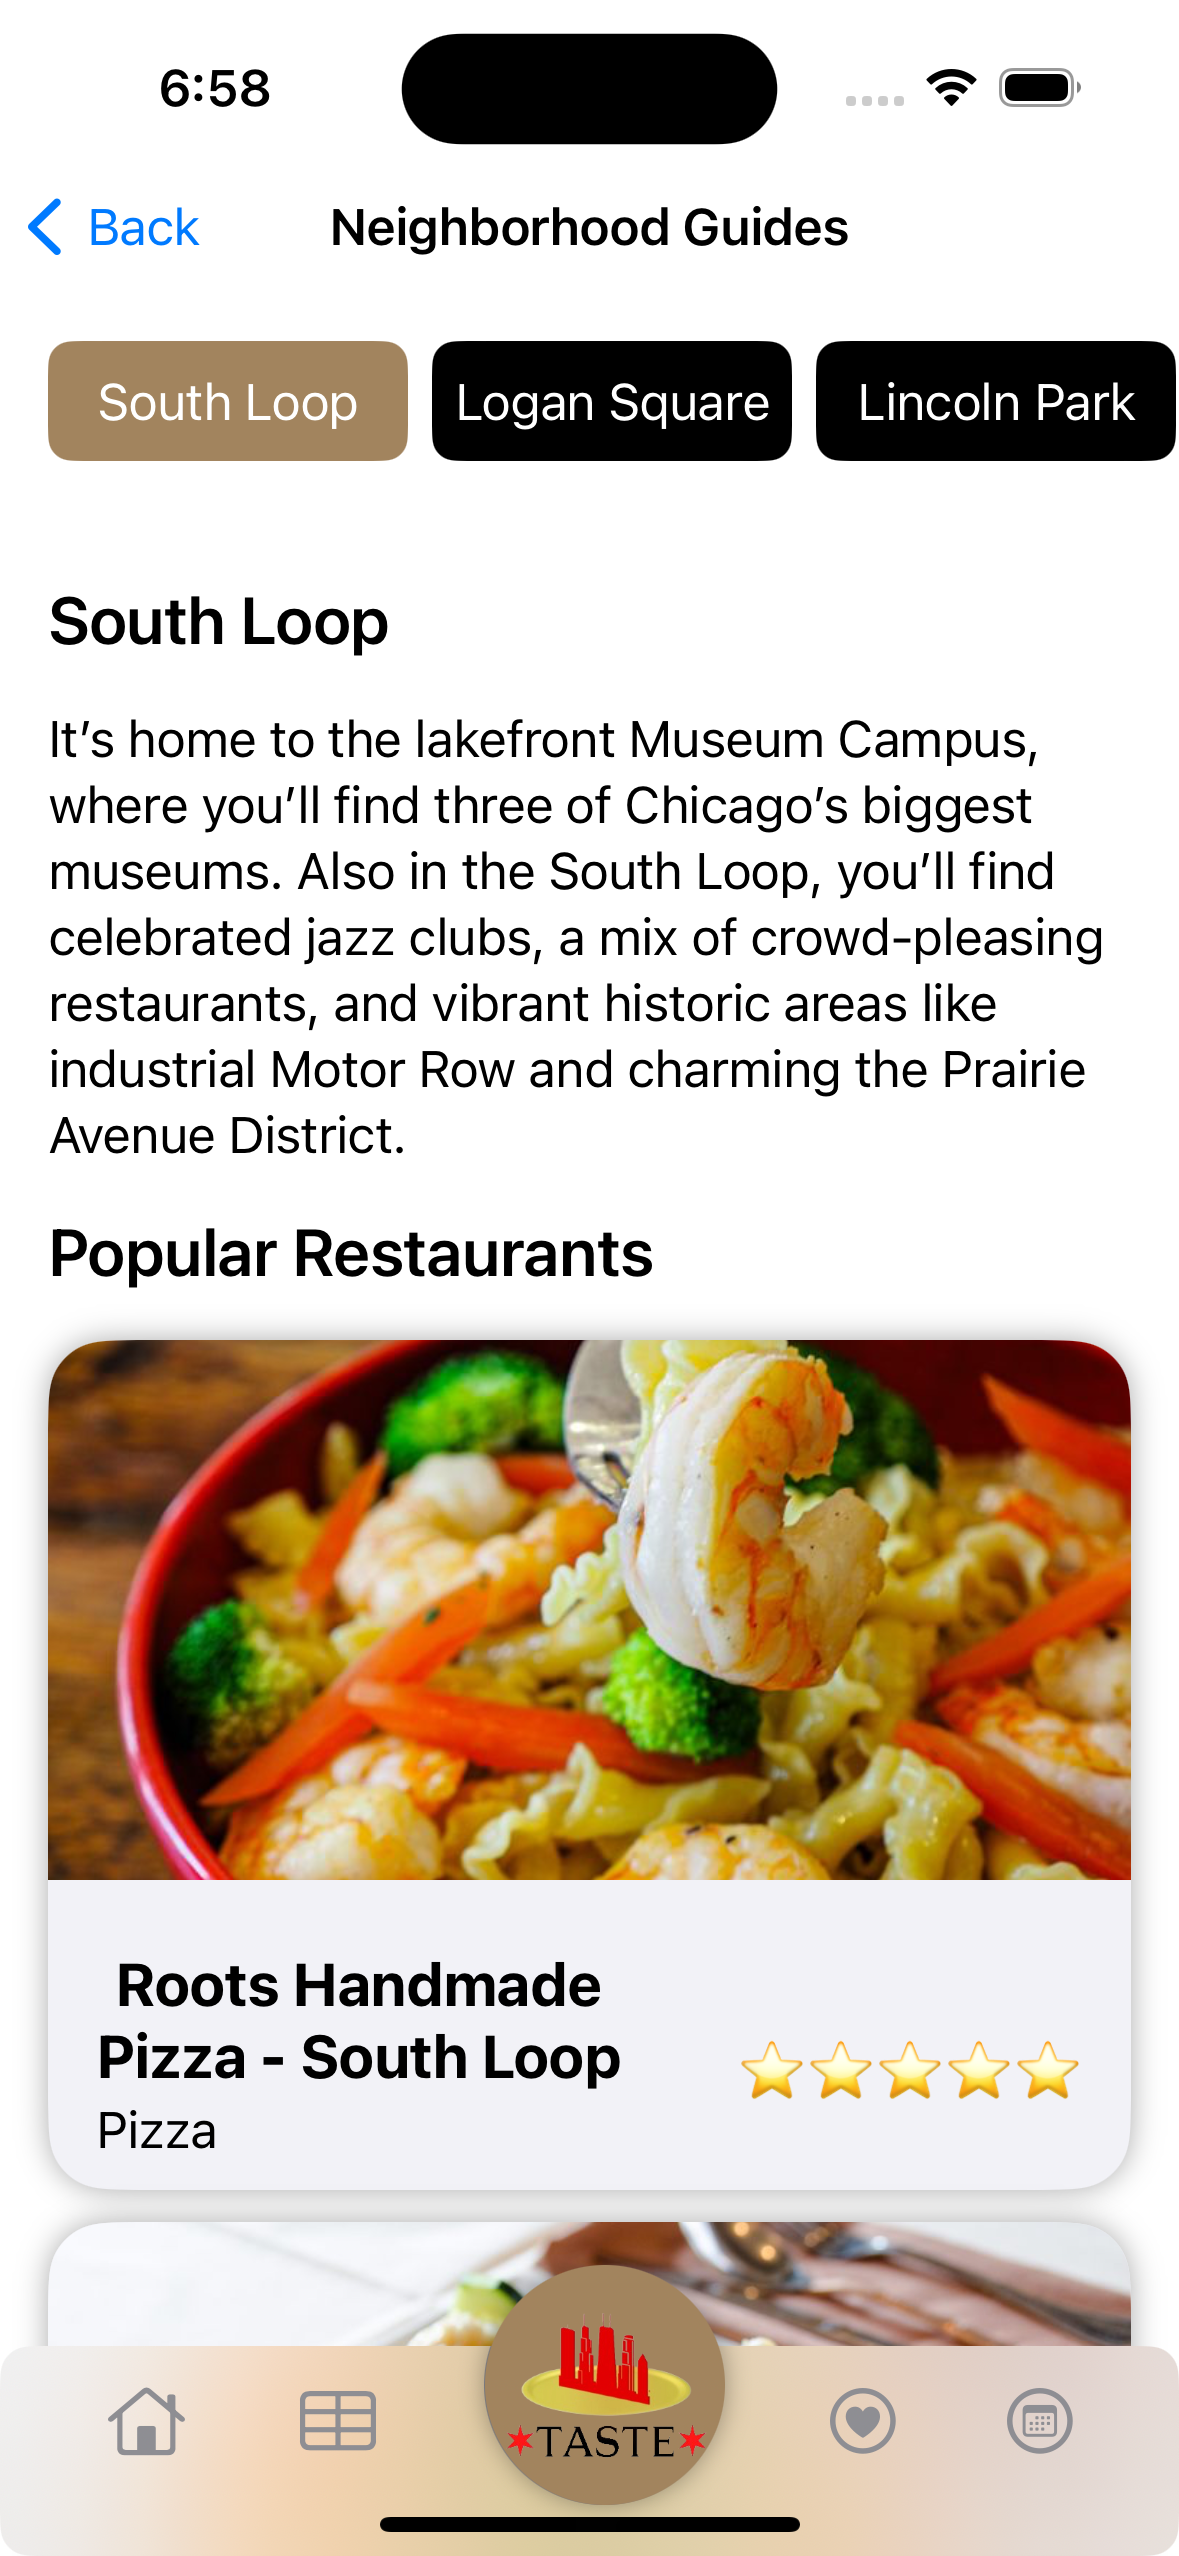 6:58
Back
Neighborhood Guides
South Loop
Logan Square
Lincoln Park
South Loop
It’s home to the lakefront Museum Campus,
where you’ll find three of Chicago’s biggest
museums. Also in the South Loop, you’ll find
celebrated jazz clubs, a mix of crowd-pleasing
restaurants, and vibrant historic areas like
industrial Motor Row and charming the Prairie
Avenue District.
Popular Restaurants
Roots Handmade
Pizza - South Loop
Pizza
TASTE